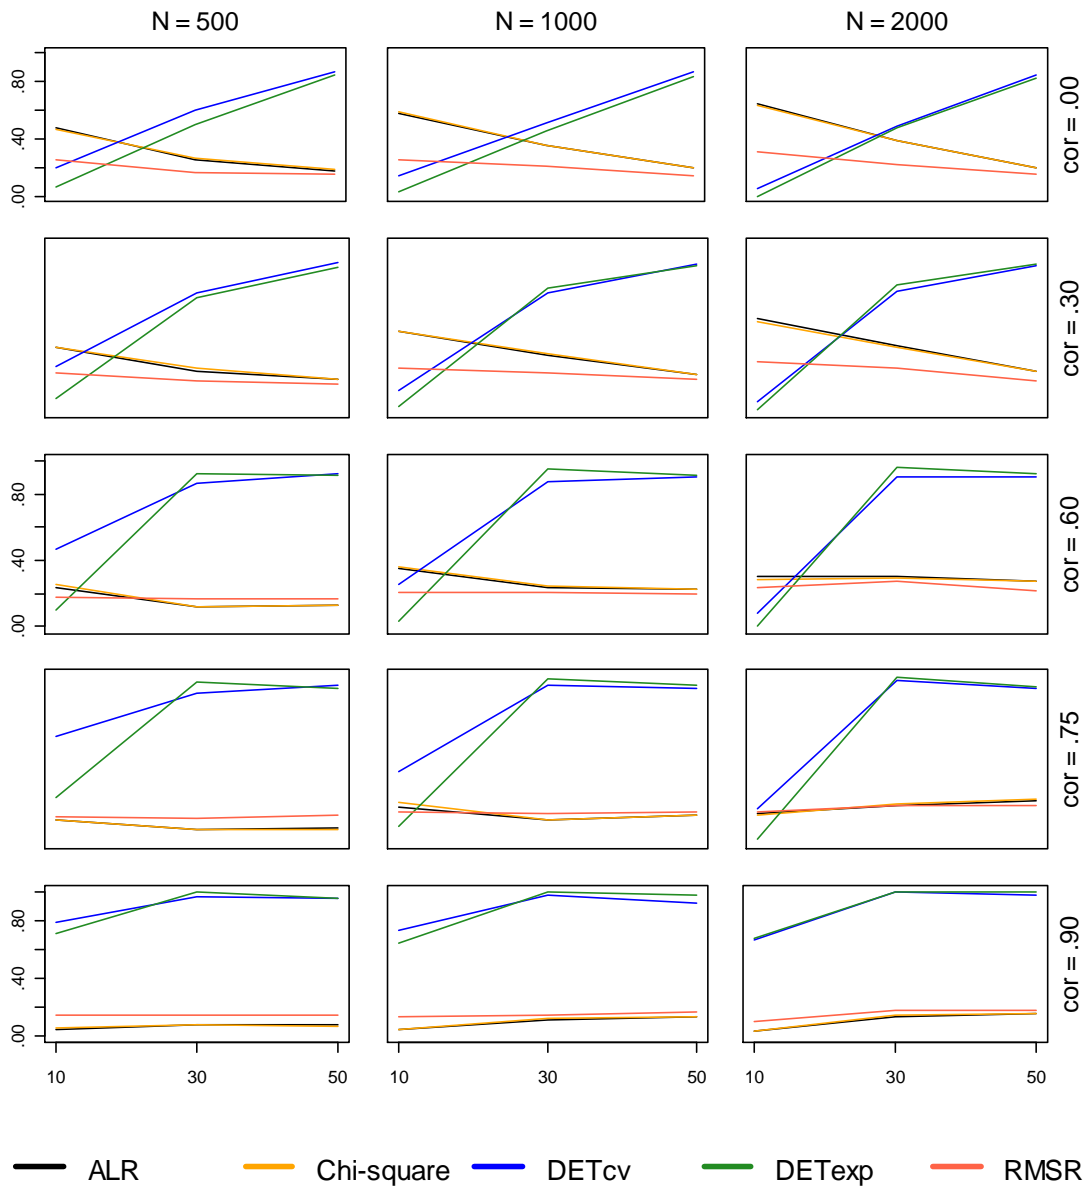 N = 500 N = 1000 N = 2000
.00 .40 .80
cor = .00
cor = .30
.00 .40 .80
cor = .60
cor = .75
.00 .40 .80
cor = .90
10 30 50 10 30 50 10 30 50
ALR Chi-square DETcv DETexp RMSR